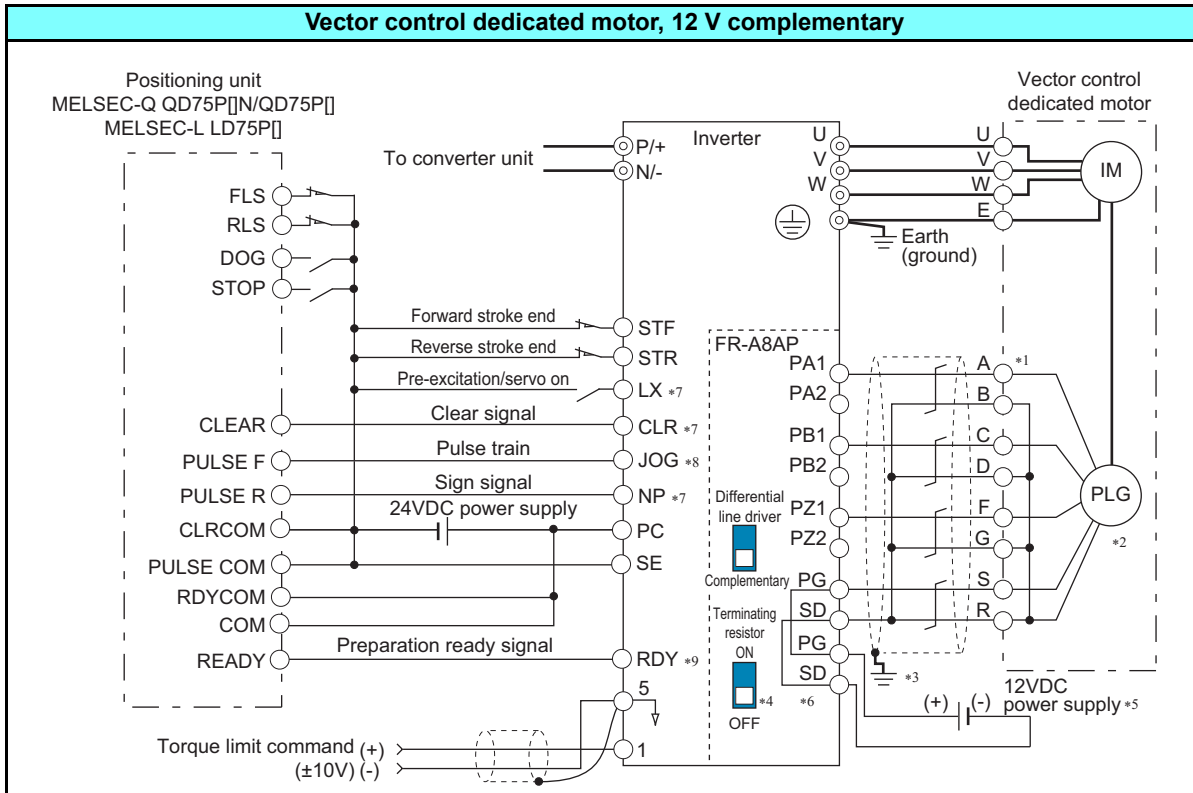 Vector control dedicated motor, 12 V complementary
Positioning unit
MELSEC-Q QD75P[]N/QD75P[]
MELSEC-L LD75P[]
FLS
RLS
DOG
STOP
CLEAR
PULSE F
PULSE R
CLRCOM
PULSE COM
RDYCOM
COM
READY
To converter unit
Forward stroke end
Reverse stroke end
Pre-excitation/servo on
Clear signal
Pulse train
Sign signal
24VDC power supply
Preparation ready signal
Torque limit command (+)
(±10V) (-)
Inverter
P/+
N/-
STF
STR
LX *7
CLR *7
JOG *8
NP *7
PC
SE
RDY *9
5
1
U
V
W
Earth
(ground)
FR-A8AP
PA1
PA2
PB1
PB2
PZ1
PZ2
PG
SD
PG
SD
*6
Differential
line driver
Complementary
Terminating
resistor
ON
*4
OFF
*3
Vector control
dedicated motor
U
V
W
E
IM
A *1
B
C
D
F
G
S
R
PLG
*2
12VDC
power supply *5
(+) (-)